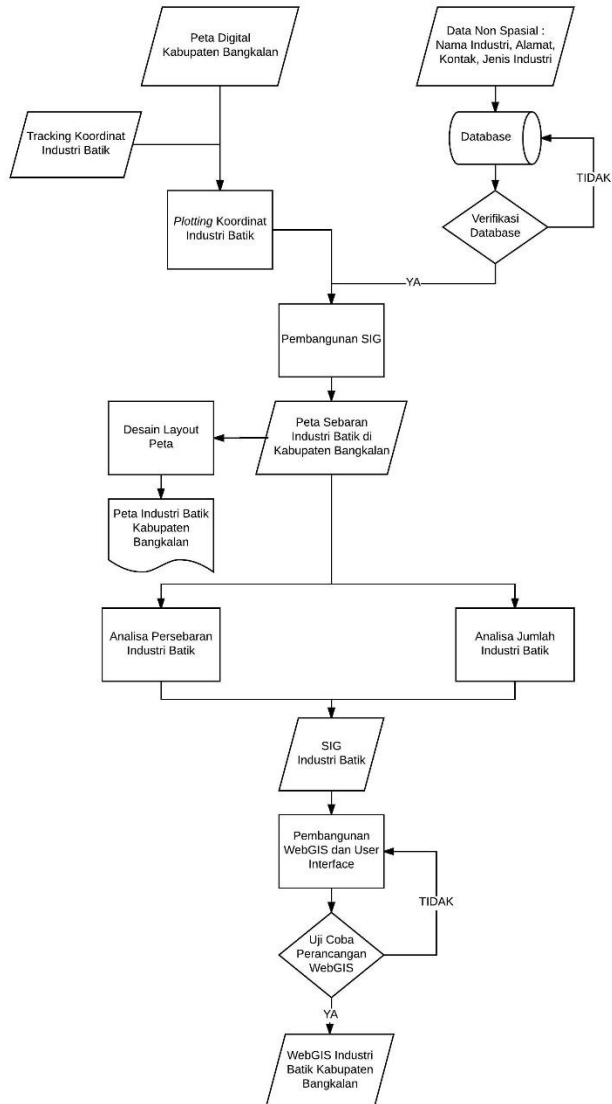 Peta Digital
Kabupaten Bangkalan
Data Non Spasial :
Nama Industri, Alamat,
Kontak, Jenis Industri
Tracking Koordinat
Industri Batik
Database
TIDAK
Plotting Koordinat
Industri Batik
Verifikasi
Database
YA
Pembangunan SIG
Desain Layout
Peta
Peta Sebaran
Industri Batik di
Kabupaten Bangkalan
Peta Industri Batik
Kabupaten
Bangkalan
Analisa Persebaran
Industri Batik
Analisa Jumlah
Industri Batik
SIG
Industri Batik
Pembangunan
WebGIS dan User
Interface
TIDAK
Uji Coba
Perancangan
WebGIS
YA
WebGIS Industri
Batik Kabupaten
Bangkalan